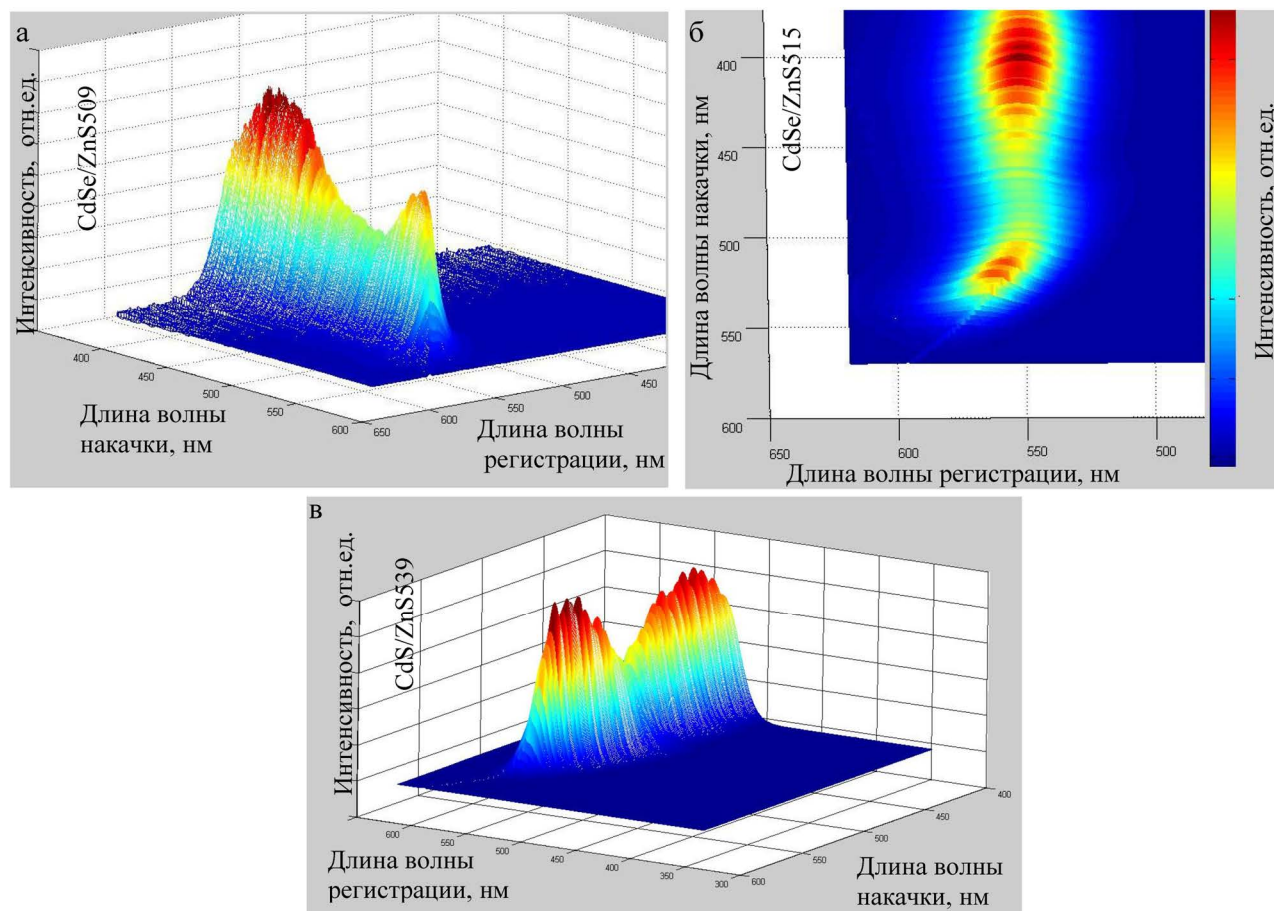 а
Интенсивность, отн.ед.
CdSe/ZnS509
400
450
500
550
600
650
600
550
500
450
Длина волны
накачки, нм
Длина волны
регистрации, нм
б
Длина волны накачки, нм
CdSe/ZnS515
400
450
500
550
600
650
600
550
500
Длина волны регистрации, нм
Интенсивность, отн.ед.
в
Интенсивность, отн.ед.
CdS/ZnS539
600
550
500
450
400
350
300
600
550
500
450
400
Длина волны
регистрации, нм
Длина волны
накачки, нм